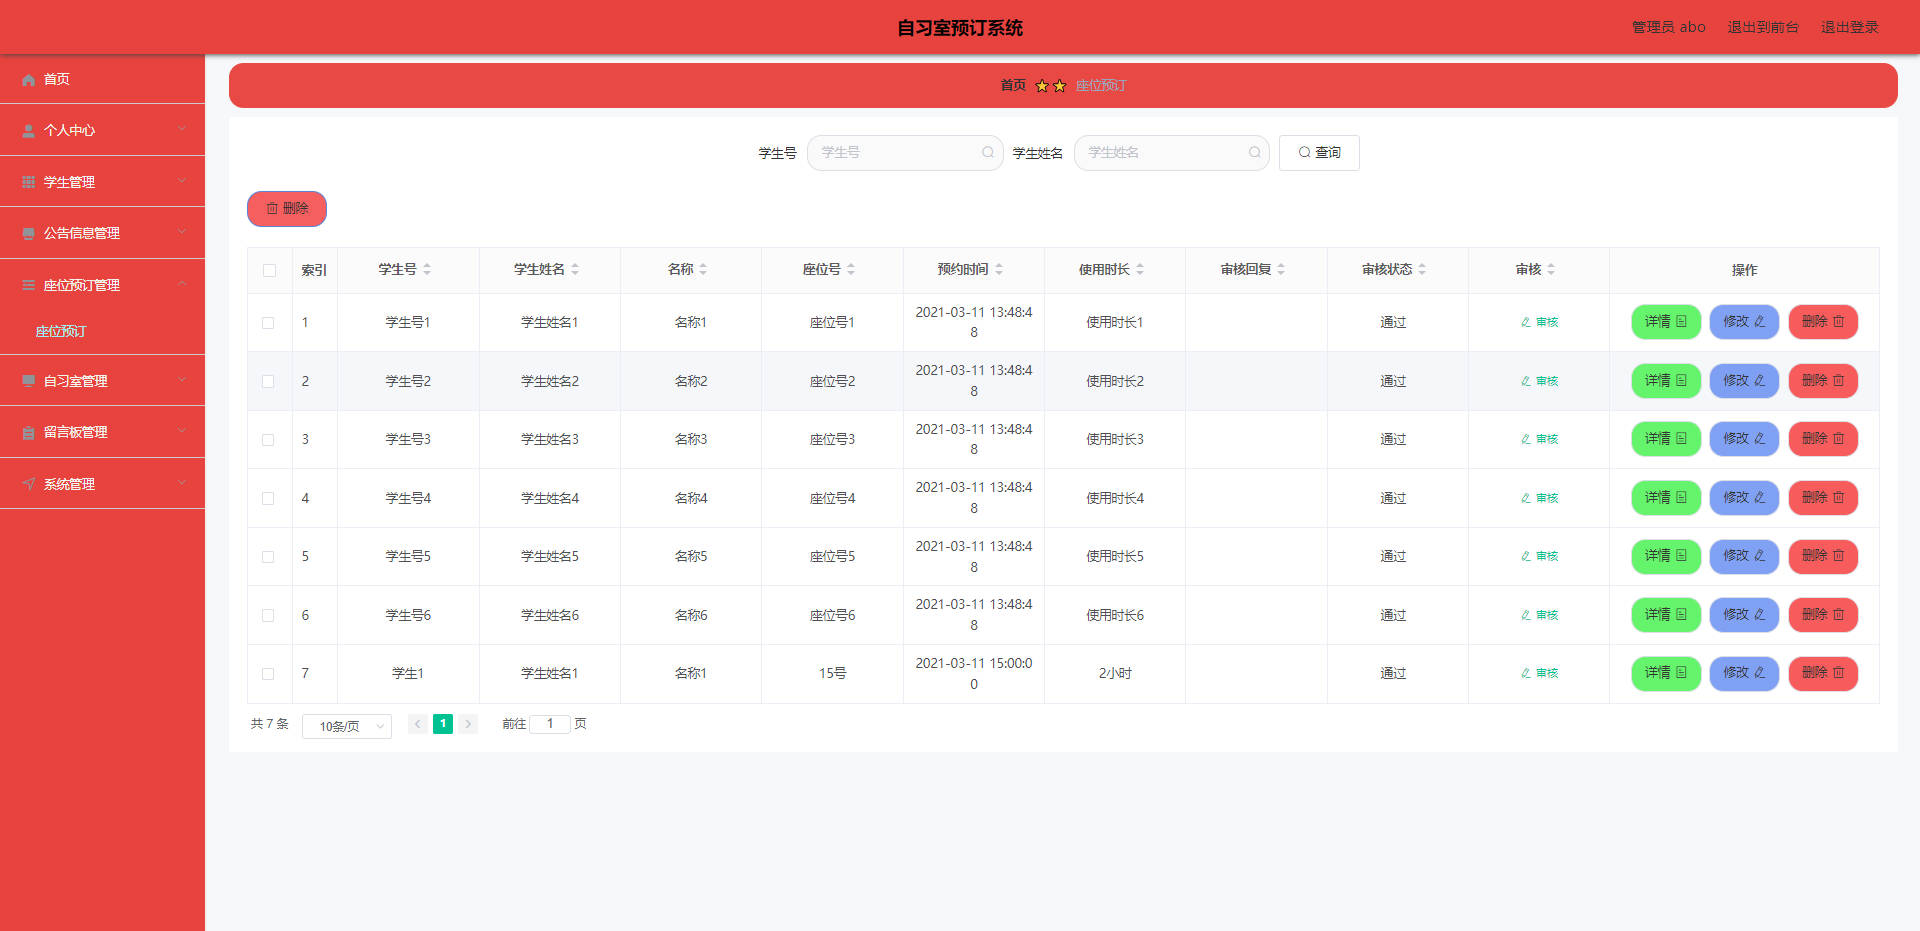 自习室预订系统
管理员 abo 退出到前台 退出登录
首页
个人中心
学生管理
公告信息管理
座位预订管理
座位预订
自习室管理
留言板管理
系统管理
首页 座位预订
学生号 学生号 学生姓名 学生姓名 查询
删除
索引 学生号 学生姓名 名称 座位号 预约时间 使用时长 审核回复 审核状态 审核 操作
1 学生号1 学生姓名1 名称1 座位号1 2021-03-11 13:48:4 使用时长1 通过 审核 详情 修改 删除
8
2 学生号2 学生姓名2 名称2 座位号2 2021-03-11 13:48:4 使用时长2 通过 审核 详情 修改 删除
8
3 学生号3 学生姓名3 名称3 座位号3 2021-03-11 13:48:4 使用时长3 通过 审核 详情 修改 删除
8
4 学生号4 学生姓名4 名称4 座位号4 2021-03-11 13:48:4 使用时长4 通过 审核 详情 修改 删除
8
5 学生号5 学生姓名5 名称5 座位号5 2021-03-11 13:48:4 使用时长5 通过 审核 详情 修改 删除
8
6 学生号6 学生姓名6 名称6 座位号6 2021-03-11 13:48:4 使用时长6 通过 审核 详情 修改 删除
8
7 学生1 学生姓名1 名称1 15号 2021-03-11 15:00:0 2小时 通过 审核 详情 修改 删除
0
共 7 条 10条/页 1 前往 1 页